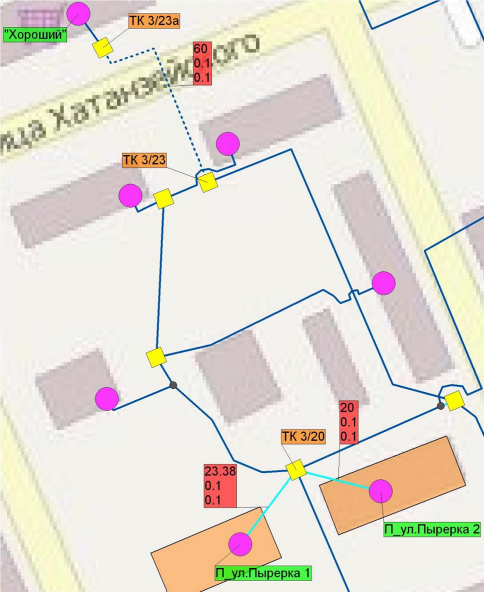 ТК 3/23а
"Хороший"
60
0.1
0.1
ица Хатанзейского
ТК 3/23
20
0.1
0.1
ТК 3/20
23.38
0.1
0.1
П_ул.Пырерка 2
П_ул.Пырерка 1